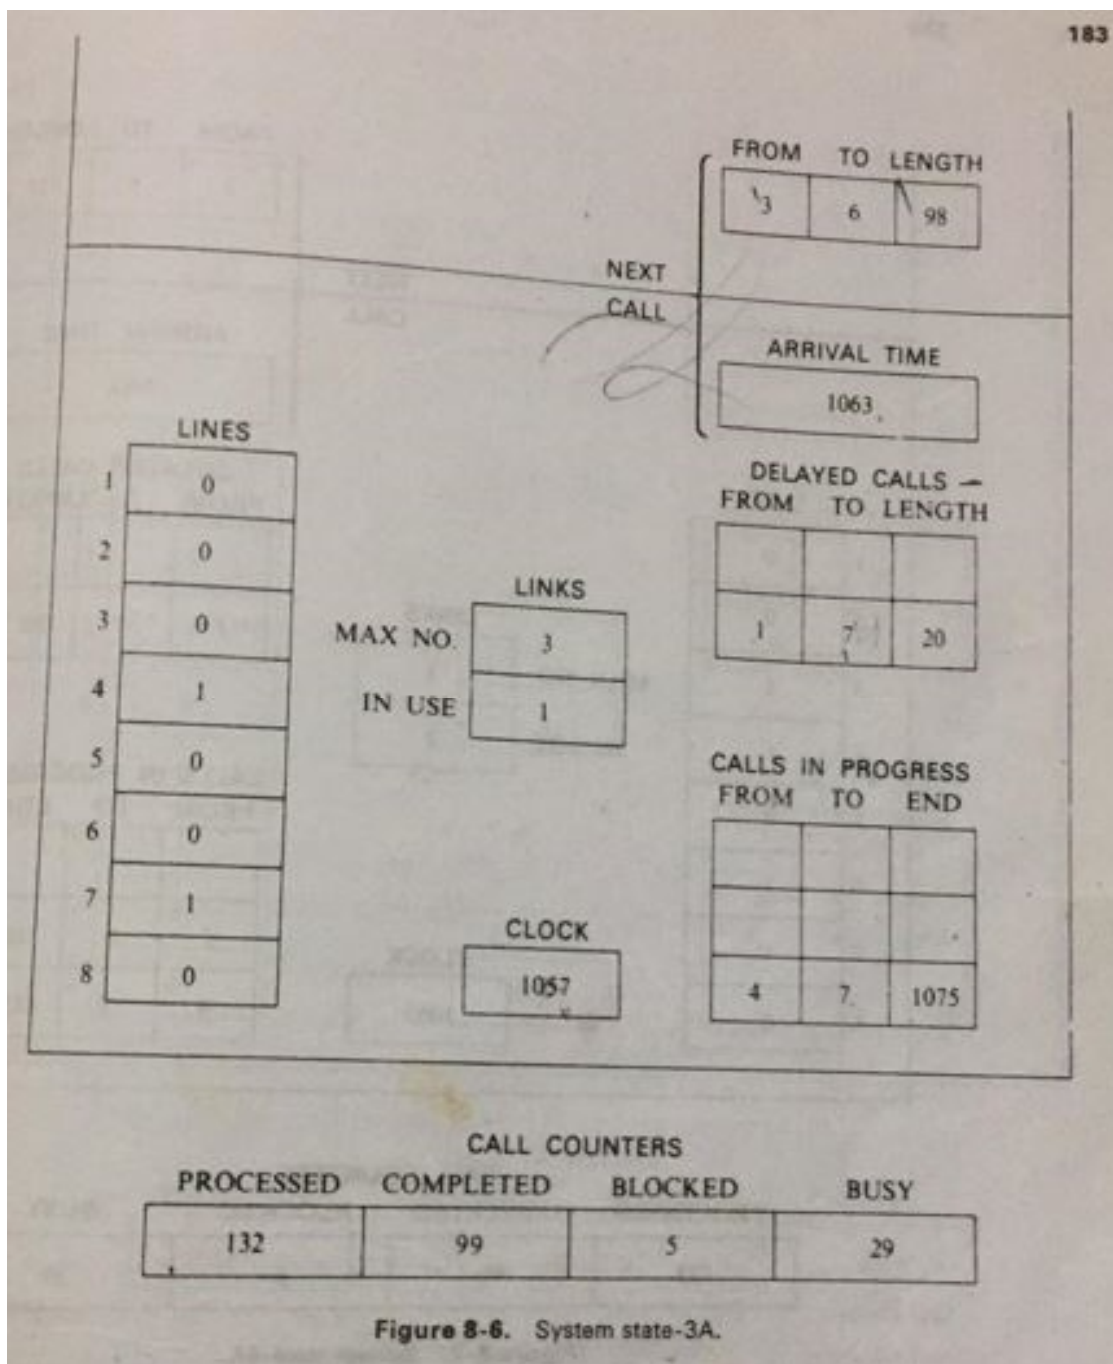 183
FROM TO LENGTH
3 6 98
NEXT
CALL
ARRIVAL TIME
1063
LINES
1 0
2 0
3 0
4 1
5 0
6 0
7 1
8 0
LINKS
MAX NO. 3
IN USE 1
CLOCK
1057
DELAYED CALLS
FROM TO LENGTH
1 7 20
CALLS IN PROGRESS
FROM TO END
4 7 1075
CALL COUNTERS
PROCESSED COMPLETED BLOCKED BUSY
132 99 5 29
Figure 8-6. System state-3A.